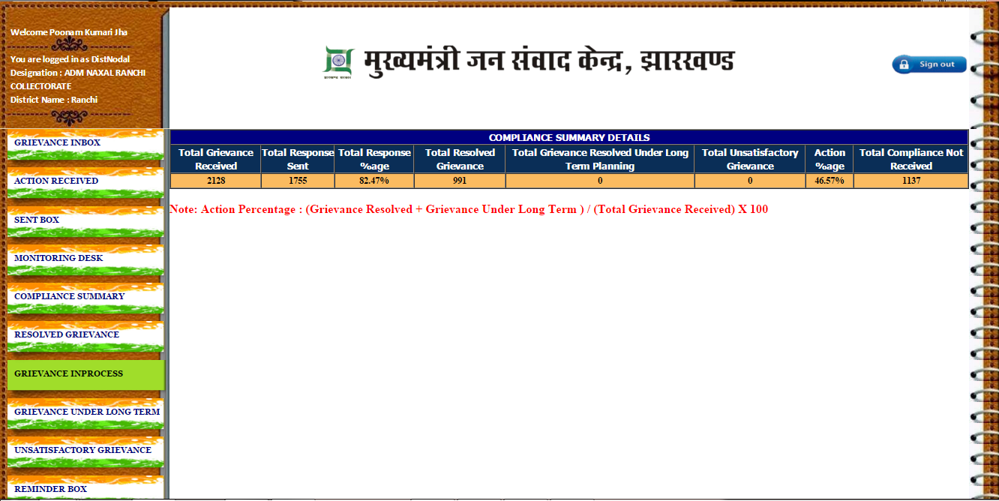 Welcome Poonam Kumari Jha
You are logged in as DistNodal
Designation : ADM NAXAL RANCHI
COLLECTORATE
District Name : Ranchi
मुख्यमंत्री जन संवाद केन्द्र, झारखण्ड
Sign out
GRIEVANCE INBOX
ACTION RECEIVED
SENT BOX
MONITORING DESK
COMPLIANCE SUMMARY
RESOLVED GRIEVANCE
GRIEVANCE INPROCESS
GRIEVANCE UNDER LONG TERM
UNSATISFACTORY GRIEVANCE
REMINDER BOX
COMPLIANCE SUMMARY DETAILS
Total Grievance Received Total Response Sent Total Response %age Total Resolved Grievance Total Grievance Resolved Under Long Term Planning Total Unsatisfactory Grievance Action %age Total Compliance Not Received
2128 1755 82.47% 991 0 0 46.57% 1137
Note: Action Percentage : (Grievance Resolved + Grievance Under Long Term ) / (Total Grievance Received) X 100